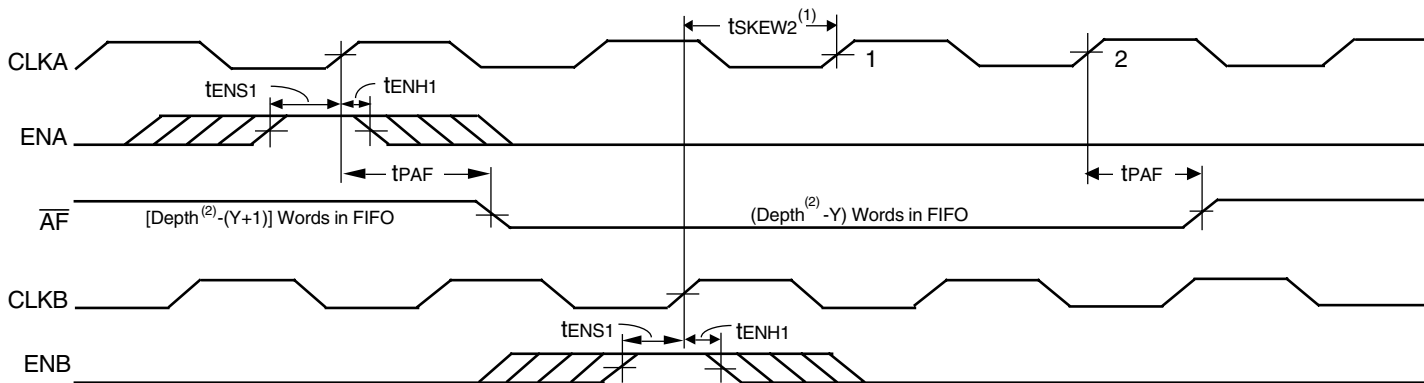 tSKEW2(1)
CLKA
1
2
tENS1
tENH1
ENA
tPAF
tPAF
AF
[Depth(2)-(Y+1)] Words in FIFO
(Depth(2) -Y) Words in FIFO
CLKB
tENS1
tENH1
ENB